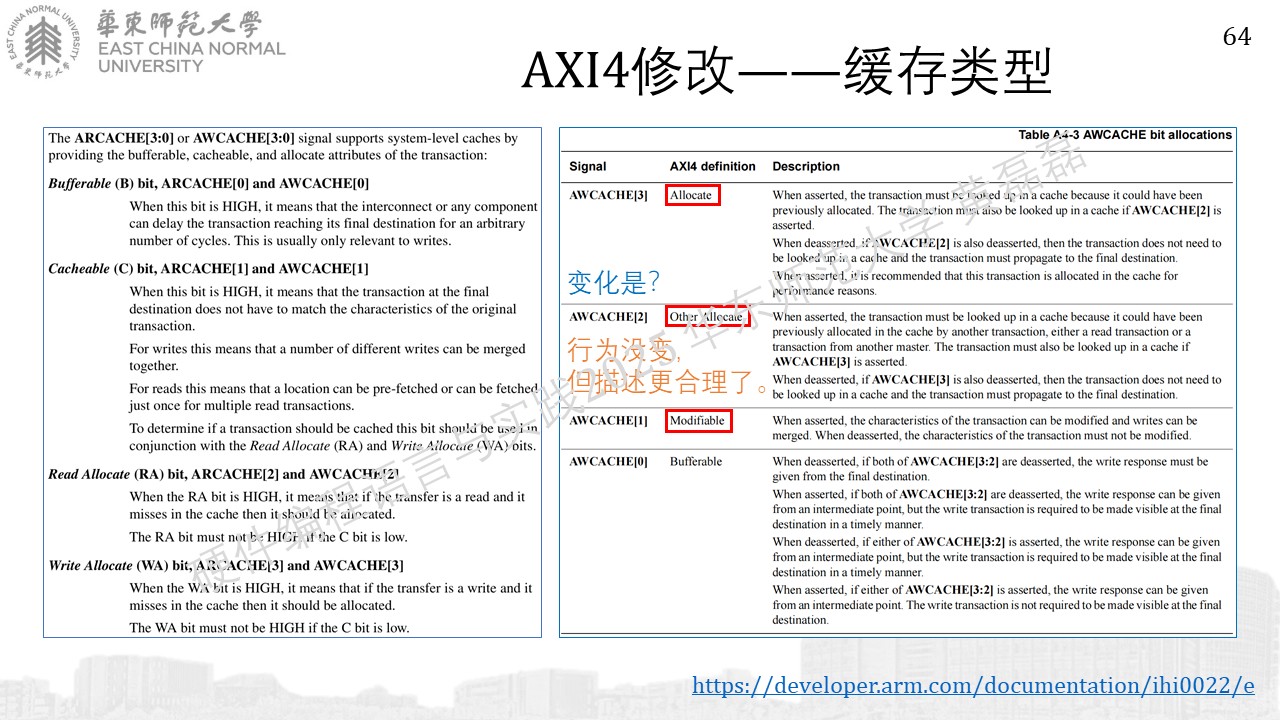 華東師範大學
EAST CHINA NORMAL
UNIVERSITY
64
AXI4修改——缓存类型
The ARCACHE[3:0] or AWCACHE[3:0] signal supports system-level caches by
providing the bufferable, cacheable, and allocate attributes of the transaction:
Bufferable (B) bit, ARCACHE[0] and AWCACHE[0]
When this bit is HIGH, it means that the interconnect or any component
can delay the transaction reaching its final destination for an arbitrary
number of cycles. This is usually only relevant to writes.
Cacheable (C) bit, ARCACHE[1] and AWCACHE[1]
When this bit is HIGH, it means that the transaction at the final
destination does not have to match the characteristics of the original
transaction.
For writes this means that a number of different writes can be merged
together.
For reads this means that a location can be pre-fetched or can be fetched
just once for multiple read transactions.
To determine if a transaction should be cached this bit should be used in
conjunction with the Read Allocate (RA) and Write Allocate (WA) bits.
Read Allocate (RA) bit, ARCACHE[2] and AWCACHE[2]
When the RA bit is HIGH, it means that if the transfer is a read and it
misses in the cache then it should be allocated.
The RA bit must not be HIGH if the C bit is low.
Write Allocate (WA) bit, ARCACHE[3] and AWCACHE[3]
When the WA bit is HIGH, it means that if the transfer is a write and it
misses in the cache then it should be allocated.
The WA bit must not be HIGH if the C bit is low.
Table A4-3 AWCACHE bit allocations
Signal AXI4 definition Description
AWCACHE[3] Allocate When asserted, the transaction must be looked up in a cache because it could have been
previously allocated. The transaction must also be looked up in a cache if AWCACHE[2] is
asserted.
When deasserted, if AWCACHE[2] is also deasserted, then the transaction does not need to
be looked up in a cache and the transaction must propagate to the final destination.
When asserted, it is recommended that this transaction is allocated in the cache for
performance reasons.
变化是?
AWCACHE[2] Other Allocate When asserted, the transaction must be looked up in a cache because it could have been
previously allocated in the cache by another transaction, either a read transaction or a
transaction from another master. The transaction must also be looked up in a cache if
AWCACHE[3] is asserted.
When deasserted, if AWCACHE[3] is also deasserted, then the transaction does not need to
be looked up in a cache and the transaction must propagate to the final destination.
行为没变,
但描述更合理了。
AWCACHE[1] Modifiable When asserted, the characteristics of the transaction can be modified and writes can be
merged. When deasserted, the characteristics of the transaction must not be modified.
AWCACHE[0] Bufferable When deasserted, if both of AWCACHE[3:2] are deasserted, the write response must be
given from the final destination.
When asserted, if both of AWCACHE[3:2] are deasserted, the write response can be given
from an intermediate point, but the write transaction is required to be made visible at the final
destination in a timely manner.
When deasserted, if either of AWCACHE[3:2] is asserted, the write response can be given
from an intermediate point, but the write transaction is required to be made visible at the final
destination in a timely manner.
When asserted, if either of AWCACHE[3:2] is asserted, the write response can be given
from an intermediate point. The write transaction is not required to be made visible at the final
destination.
硬件编程语言与实践2025 华东师范大学 黄磊磊
https://developer.arm.com/documentation/ihi0022/e